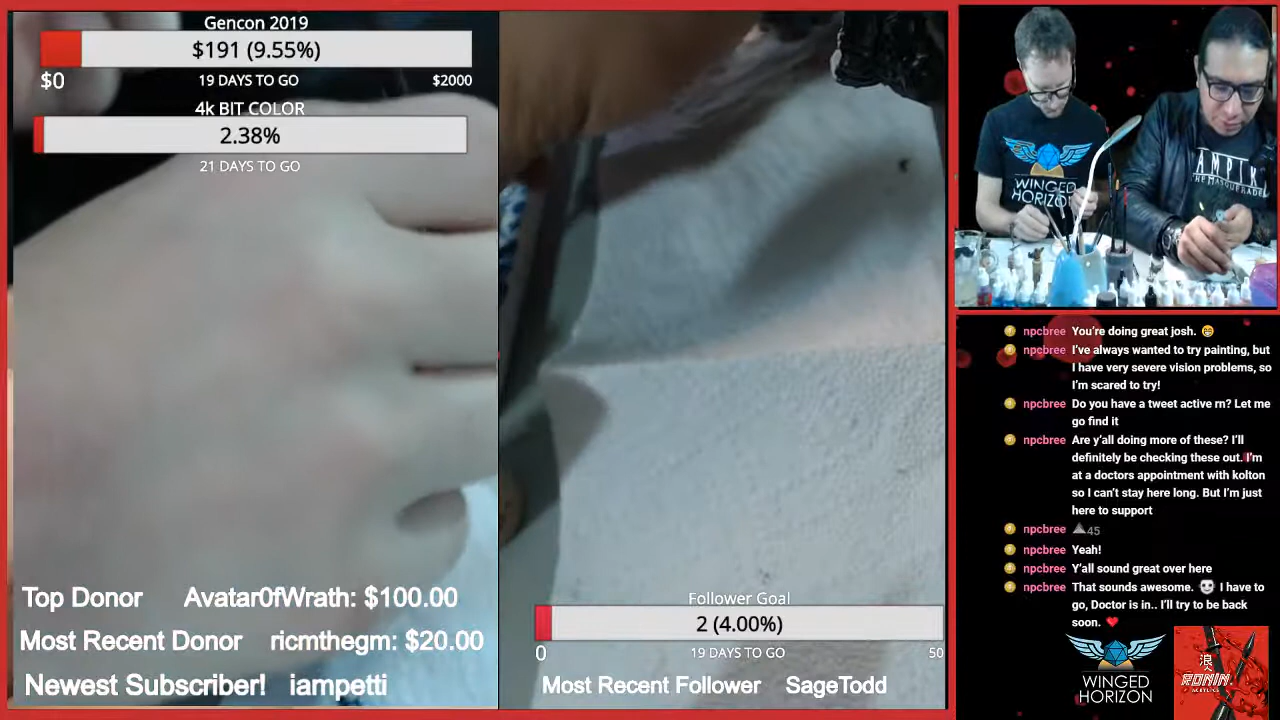 Gencon 2019
$191 (9.55%)
$0
19 DAYS TO GO
$2000
4k BIT COLOR
2.38%
21 DAYS TO GO
Top Donor AvatarOfWrath: $100.00
Most Recent Donor ricmthegm: $20.00
Newest Subscriber! iampetti
Follower Goal
2 (4.00%)
0
19 DAYS TO GO
50
Most Recent Follower SageTodd
WINGED
HORIZON
AMPIR
THE MASQUERADE
npcbree You're doing great josh. 😁
npcbree I've always wanted to try painting, but
I have very severe vision problems, so
I'm scared to try!
npcbree Do you have a tweet active rn? Let me
go find it
npcbree Are y'all doing more of these? I'll
definitely be checking these out. I'm
at a doctors appointment with kolton
so I can't stay here long. But I'm just
here to support
npcbree 45
npcbree Yeah!
npcbree Y'all sound great over here
npcbree That sounds awesome. I have to
go, Doctor is in.. I'll try to be back
soon. ❤️
WINGED
HORIZON
浪人
RONIN
ACRYLICS